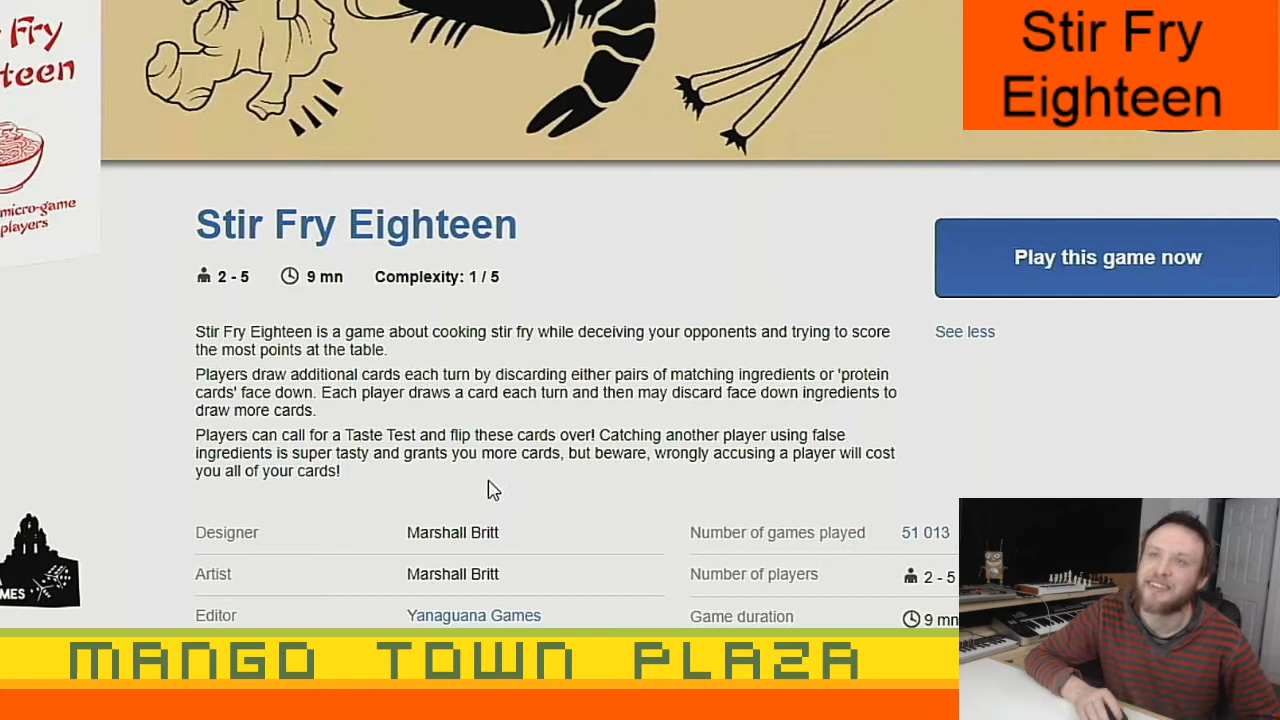 Fry
teen
micro-game
players
Stir Fry
Eighteen
Stir Fry Eighteen
2 - 5 9 mn Complexity: 1 / 5
Play this game now
See less
Stir Fry Eighteen is a game about cooking stir fry while deceiving your opponents and trying to score
the most points at the table.
Players draw additional cards each turn by discarding either pairs of matching ingredients or 'protein
cards' face down. Each player draws a card each turn and then may discard face down ingredients to
draw more cards.
Players can call for a Taste Test and flip these cards over! Catching another player using false
ingredients is super tasty and grants you more cards, but beware, wrongly accusing a player will cost
you all of your cards!
Designer Marshall Britt Number of games played 51 013
Artist Marshall Britt Number of players 2 - 5
MES
Editor Yanaguana Games Game duration 9 mn
MANGO TOWN PLAZA